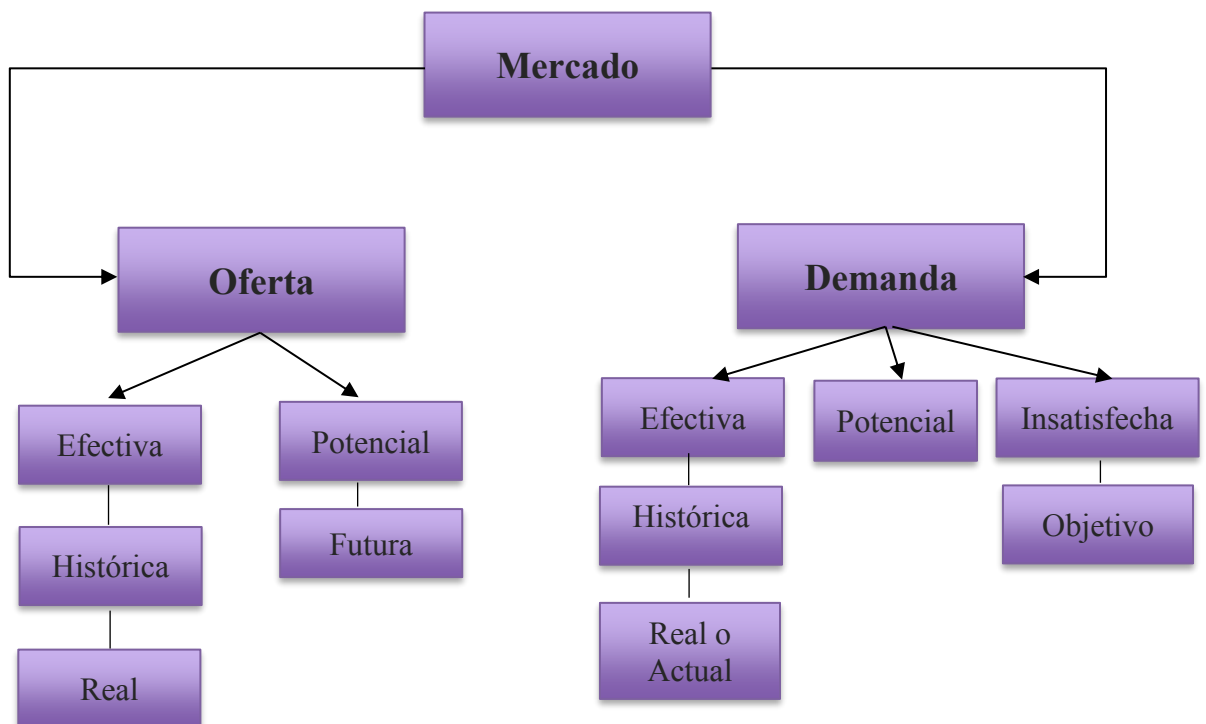 Mercado
Oferta
Demanda
Efectiva
Potencial
Efectiva
Potencial
Insatisfecha
Histórica
Futura
Histórica
Objetivo
Real
Real o
Actual